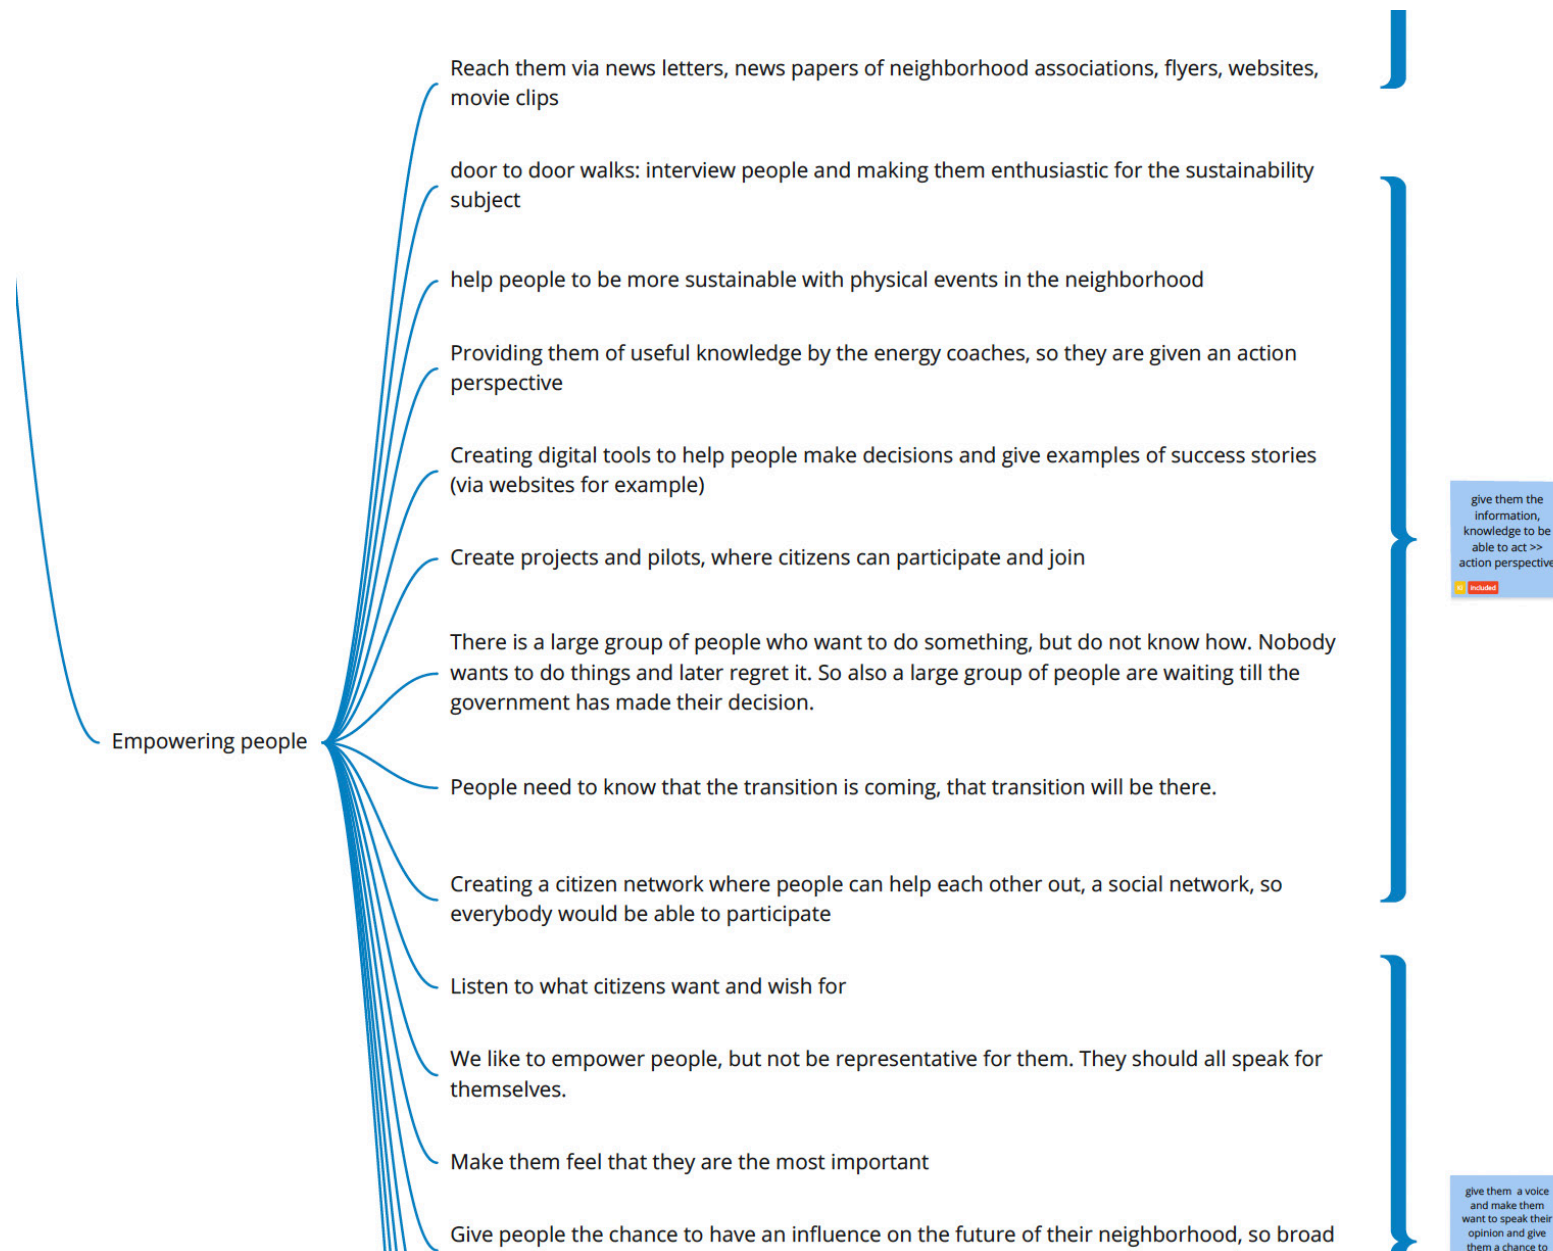 Reach them via news letters, news papers of neighborhood associations, flyers, websites,
movie clips
door to door walks: interview people and making them enthusiastic for the sustainability
subject
help people to be more sustainable with physical events in the neighborhood
Providing them of useful knowledge by the energy coaches, so they are given an action
perspective
Creating digital tools to help people make decisions and give examples of success stories
(via websites for example)
Create projects and pilots, where citizens can participate and join
There is a large group of people who want to do something, but do not know how. Nobody
wants to do things and later regret it. So also a large group of people are waiting till the
government has made their decision.
Empowering people
People need to know that the transition is coming, that transition will be there.
Creating a citizen network where people can help each other out, a social network, so
everybody would be able to participate
Listen to what citizens want and wish for
We like to empower people, but not be representative for them. They should all speak for
themselves.
Make them feel that they are the most important
Give people the chance to have an influence on the future of their neighborhood, so broad
give them the
information,
knowledge to be
able to act >>
action perspective
included
give them a voice
and make them
want to speak their
opinion and give
them a chance to